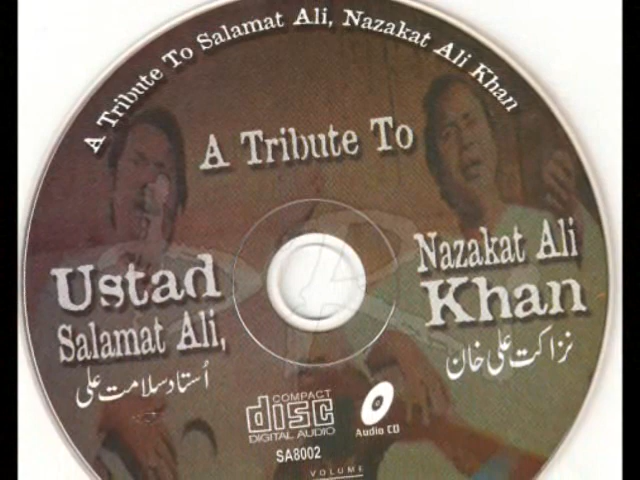 A Tribute To Salamat Ali, Nazakat Ali Khan
A Tribute To
Ustad
Salamat Ali,
اُستاد سلامت علی
Nazakat Ali
Khan
نزاکت علی خان
COMPACT
disc
DIGITAL AUDIO
Audio CD
SA8002
VOLUME